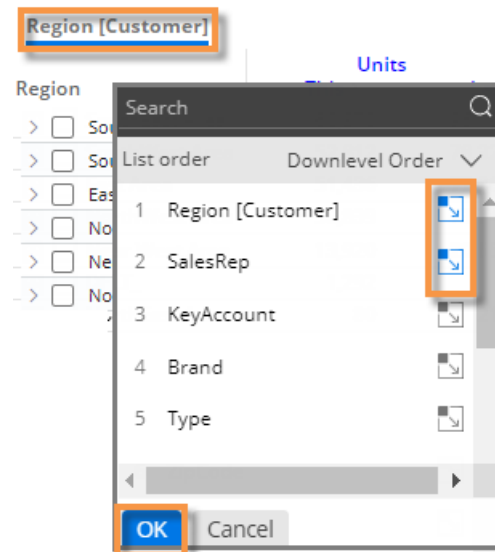 Region [Customer]
Units
Region
Search
List order Downlevel Order
1 Region [Customer]
2 SalesRep
3 KeyAccount
4 Brand
5 Type
OK Cancel